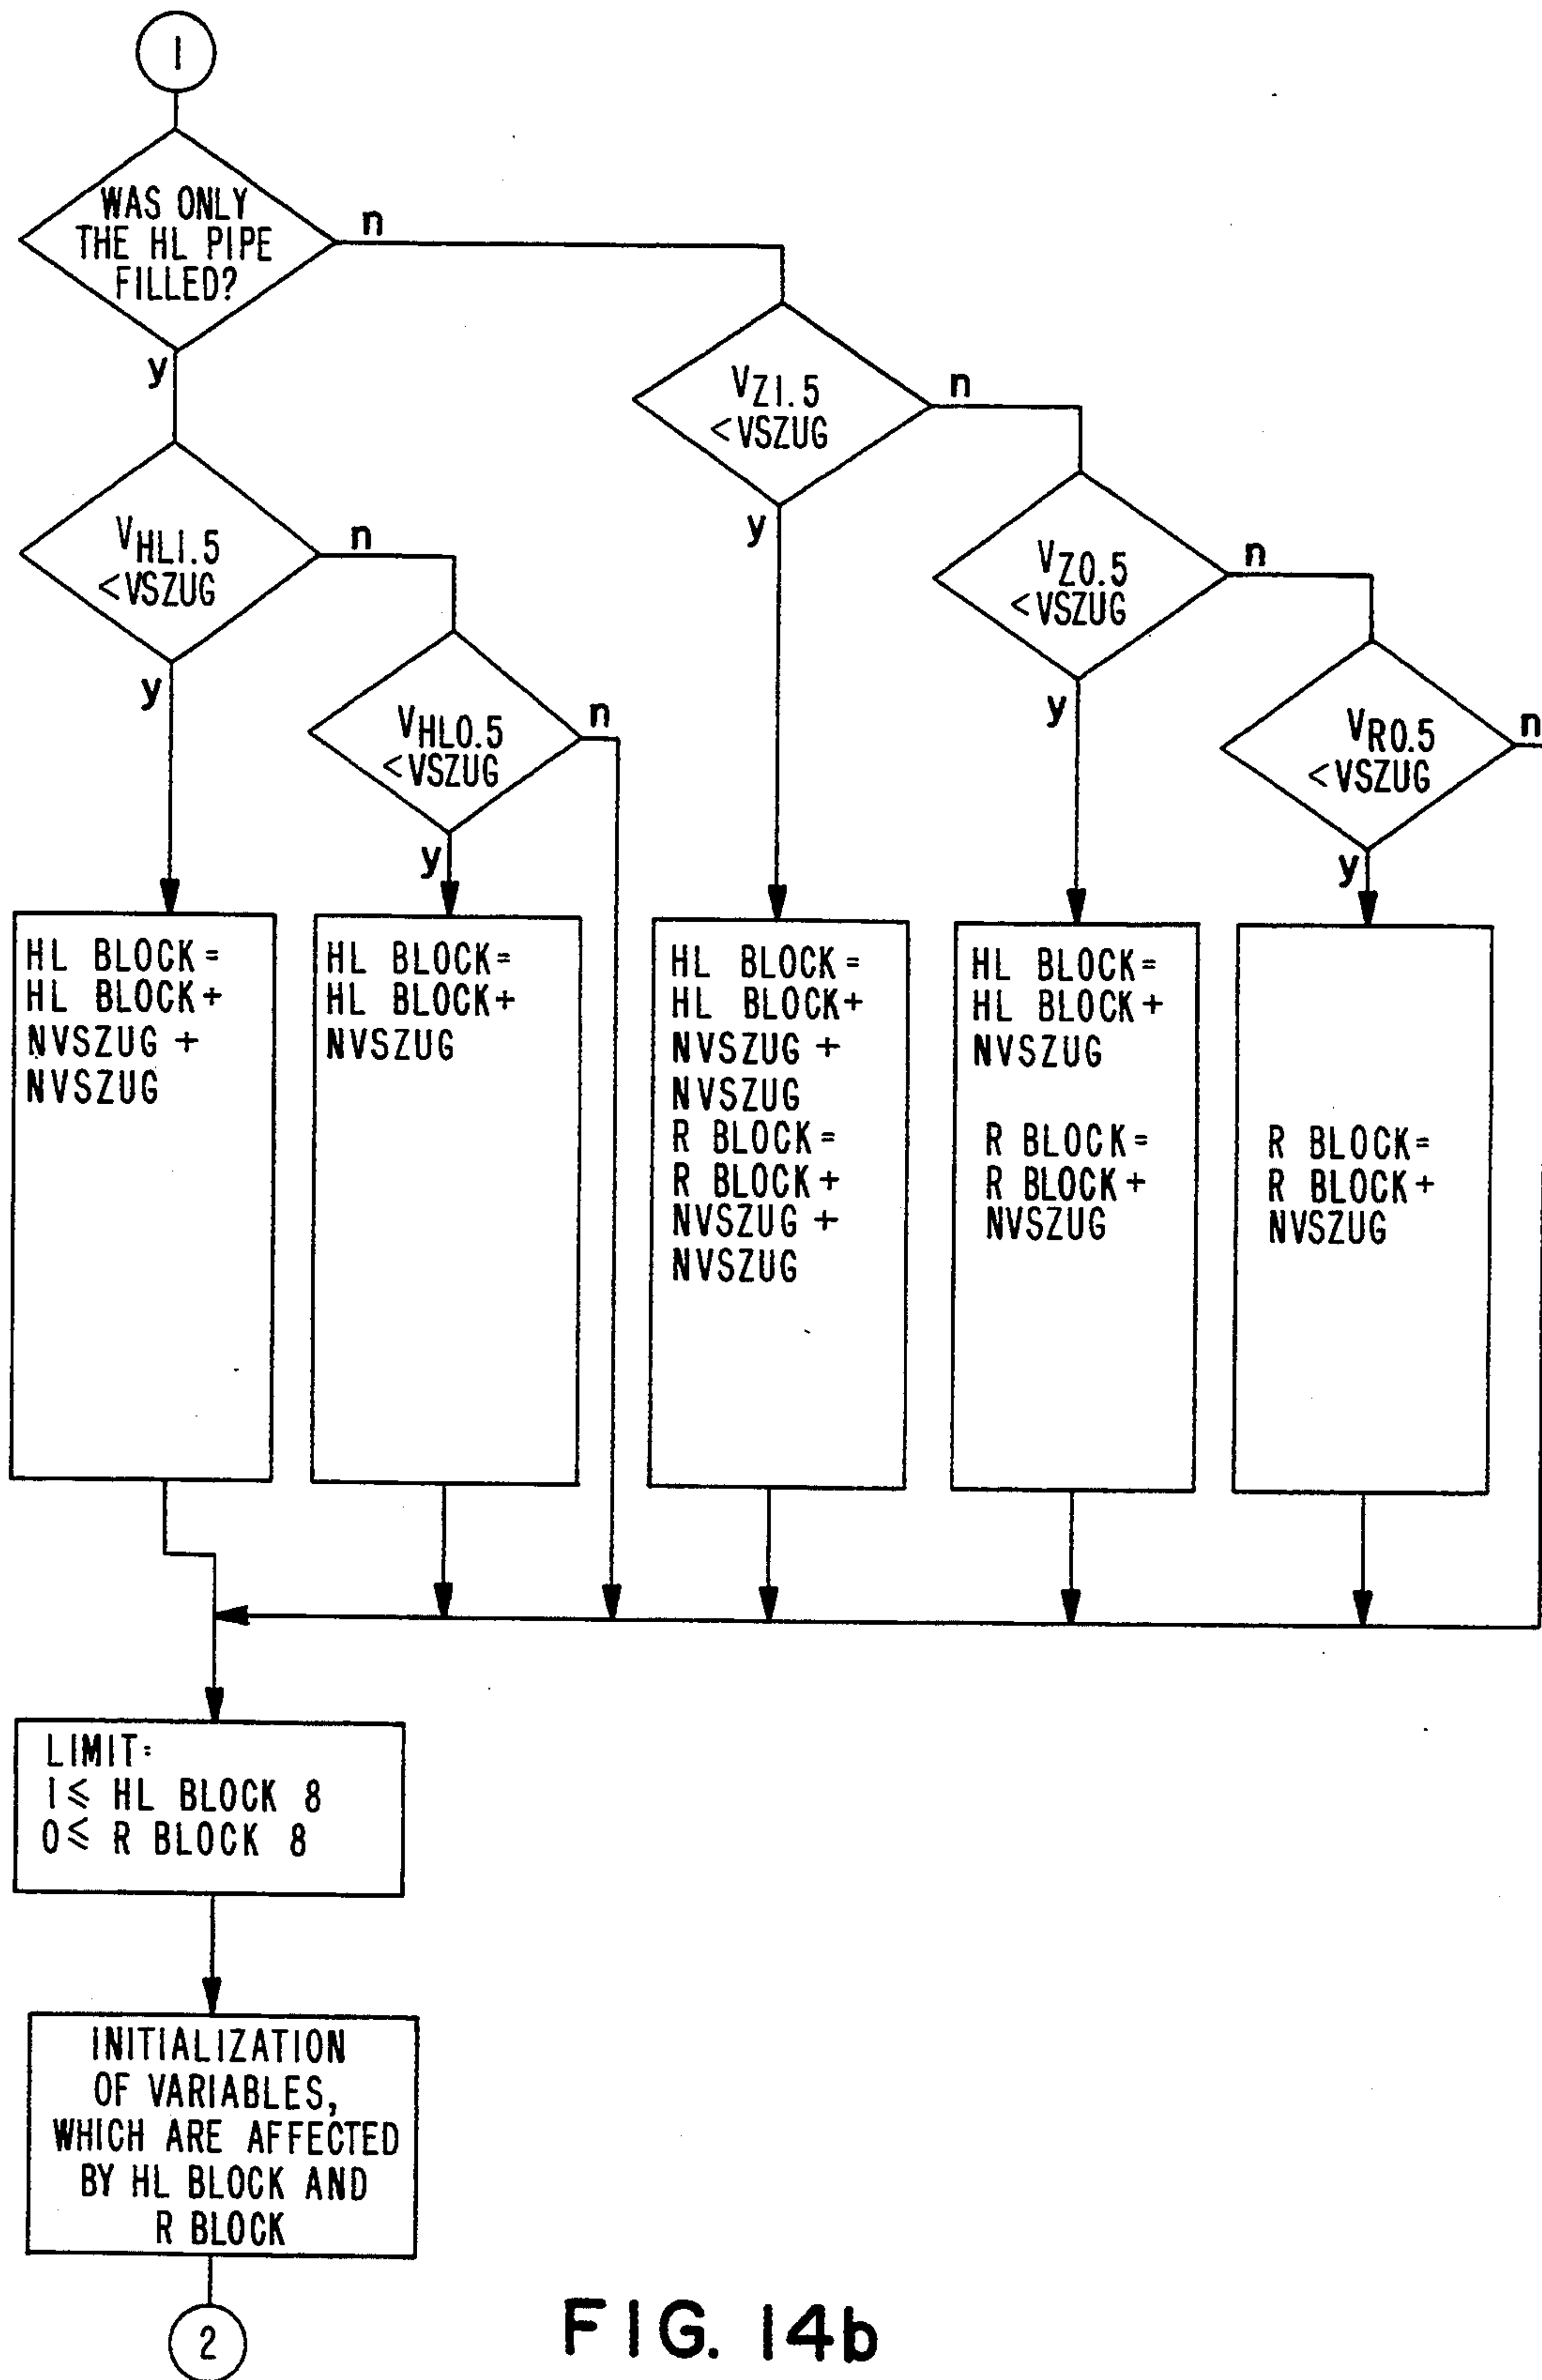 1
WAS ONLY
THE HL PIPE
FILLED?
n
y
VZ1.5
<VSZUG
n
y
VHL1.5
<VSZUG
n
y
VZ0.5
<VSZUG
n
y
VHL0.5
<VSZUG
n
y
VR0.5
<VSZUG
n
y
HL BLOCK=
HL BLOCK+
NVSZUG +
NVSZUG
HL BLOCK=
HL BLOCK+
NVSZUG
HL BLOCK=
HL BLOCK+
NVSZUG +
NVSZUG
R BLOCK=
R BLOCK+
NVSZUG +
NVSZUG
HL BLOCK=
HL BLOCK+
NVSZUG
R BLOCK=
R BLOCK+
NVSZUG
R BLOCK=
R BLOCK+
NVSZUG
LIMIT:
1≤ HL BLOCK 8
0≤ R BLOCK 8
INITIALIZATION
OF VARIABLES,
WHICH ARE AFFECTED
BY HL BLOCK AND
R BLOCK
2
FIG. 14b